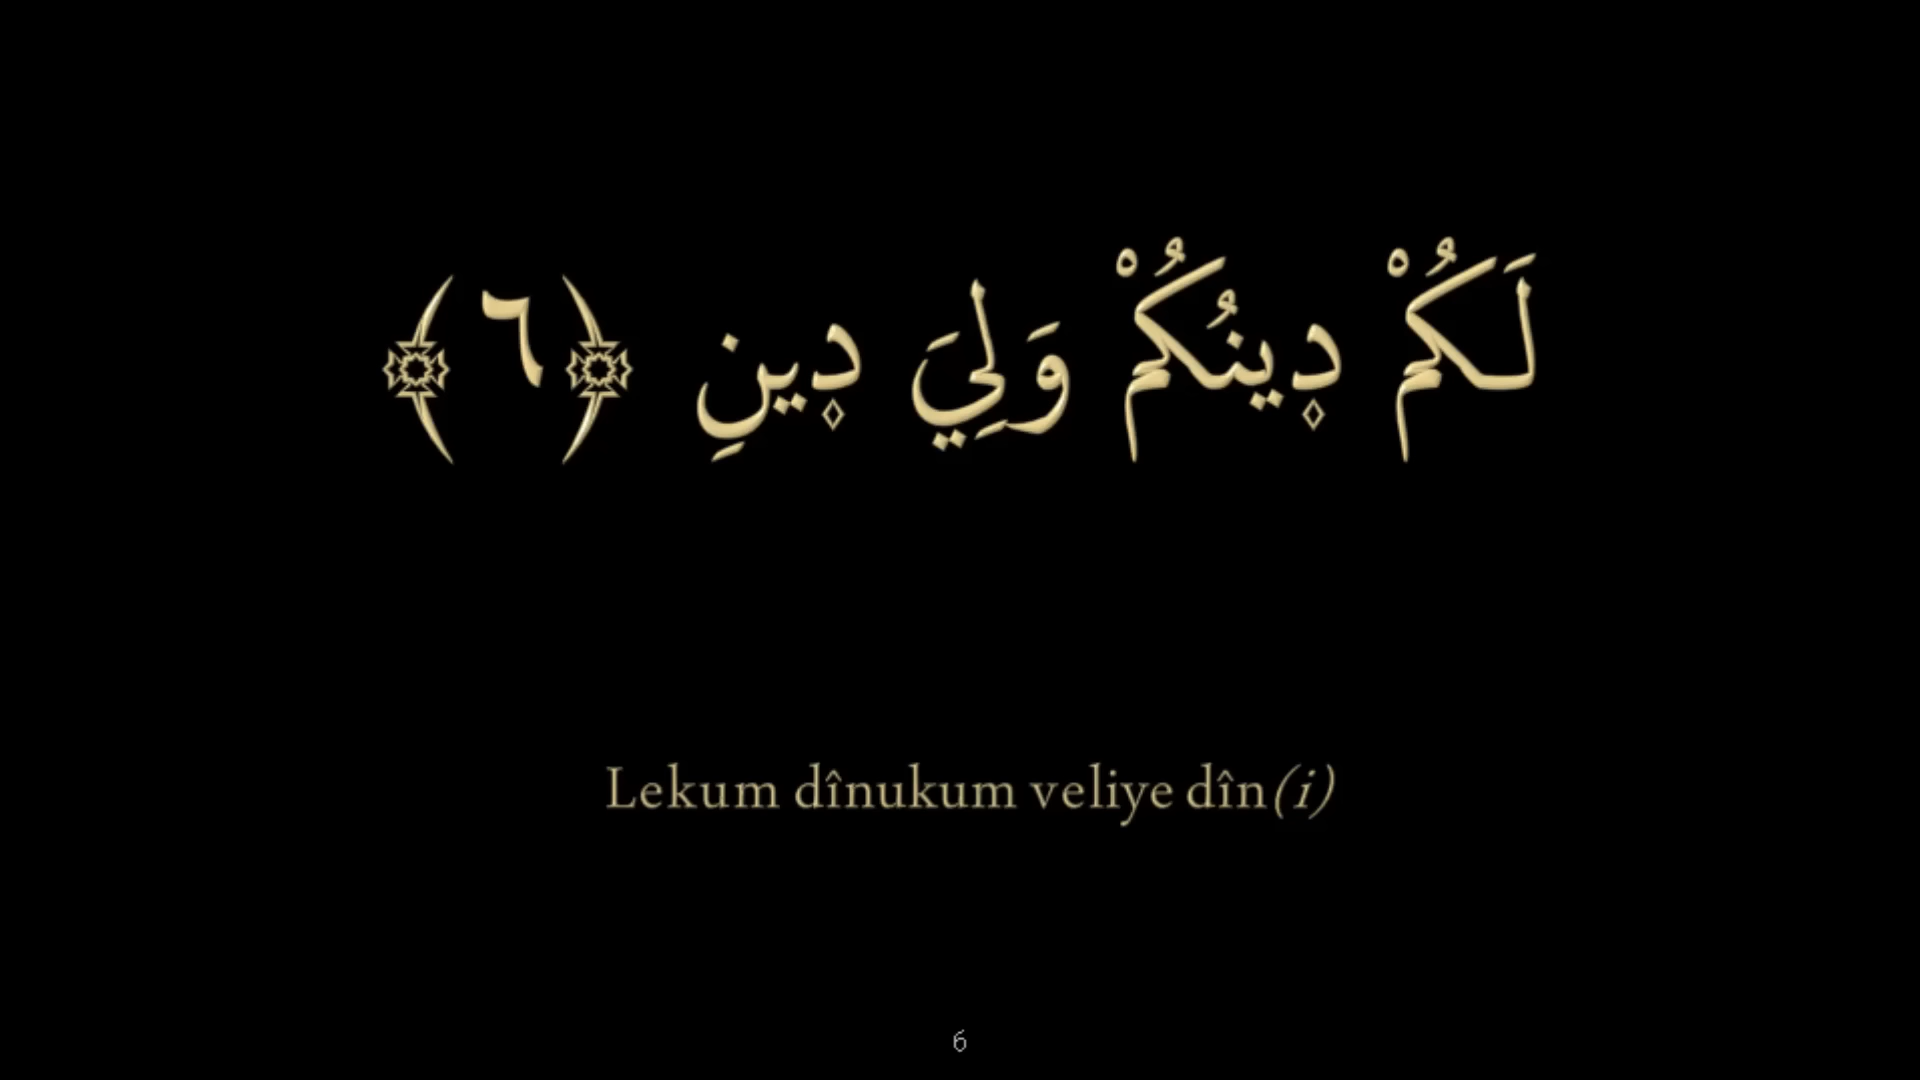 لَكُمْ دٖينُكُمْ وَلِيَ دٖينِ ﴿٦﴾
Lekum dînukum veliye dîn(i)
6